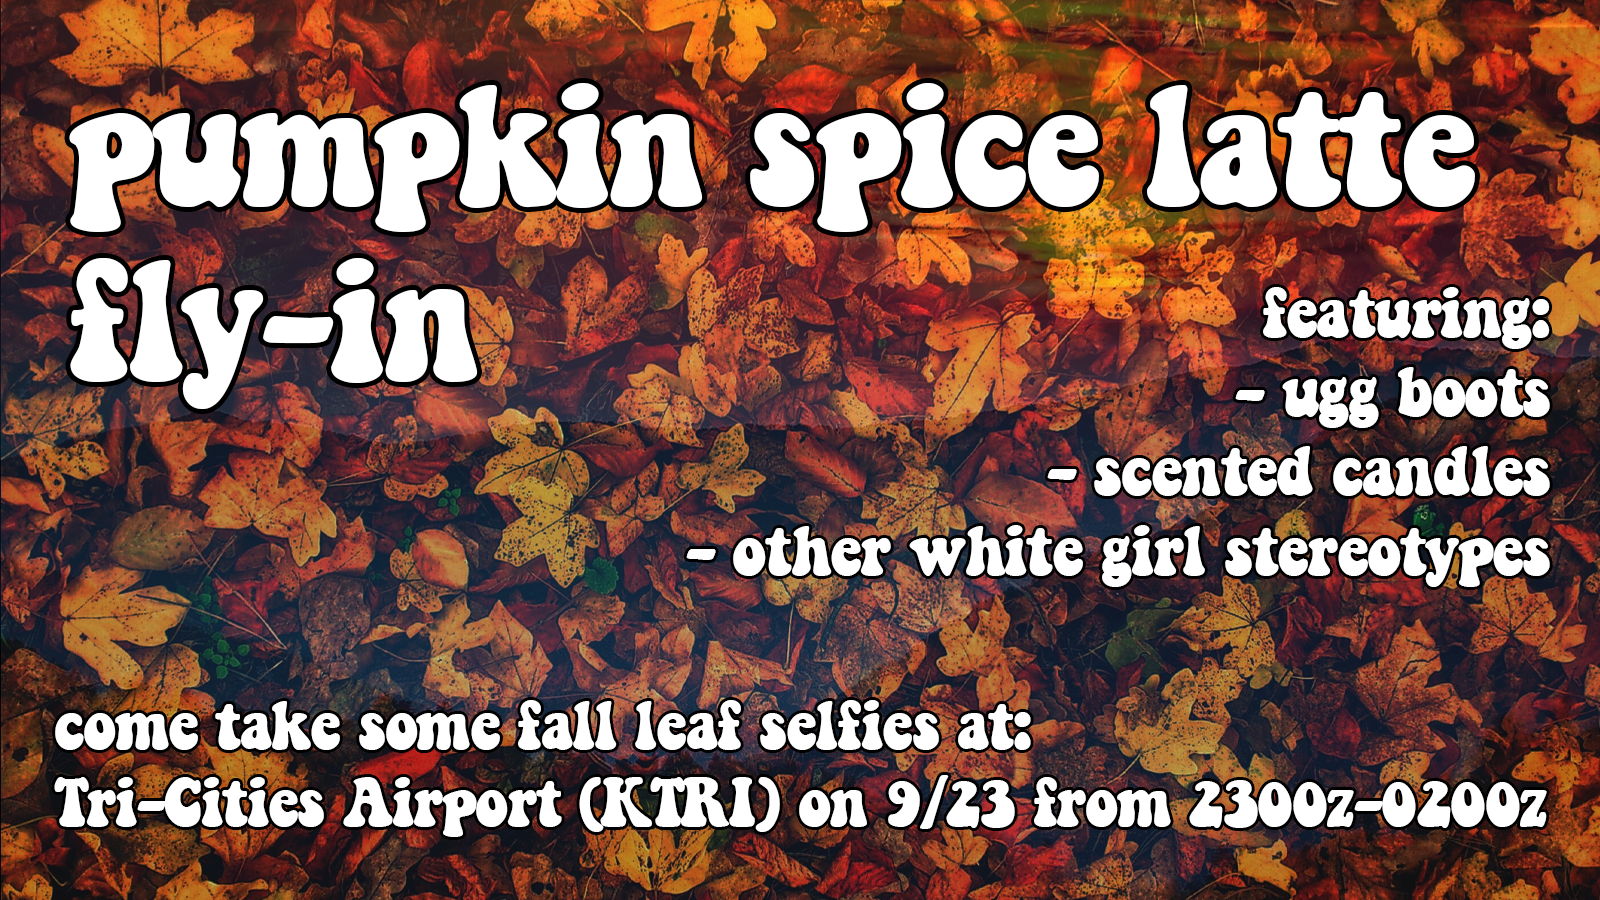 pumpkin spice latte
fly-in
featuring:
- ugg boots
- scented candles
- other white girl stereotypes
come take some fall leaf selfies at:
Tri-Cities Airport (KTRI) on 9/23 from 2300z-0200z